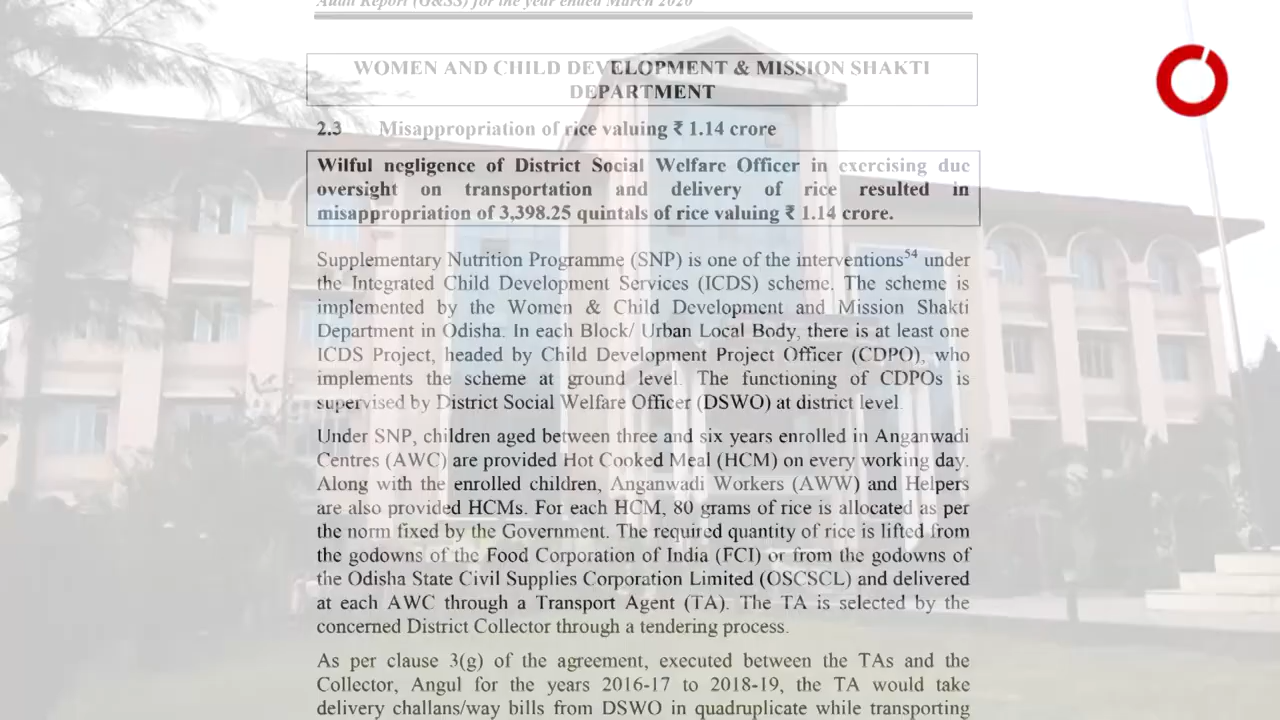 Audit Report (G&SS) for the year ended March 2020
WOMEN AND CHILD DEVELOPMENT & MISSION SHAKTI
DEPARTMENT
2.3 Misappropriation of rice valuing ₹ 1.14 crore
Wilful negligence of District Social Welfare Officer in exercising due
oversight on transportation and delivery of rice resulted in
misappropriation of 3,398.25 quintals of rice valuing ₹ 1.14 crore.
Supplementary Nutrition Programme (SNP) is one of the interventions54 under
the Integrated Child Development Services (ICDS) scheme. The scheme is
implemented by the Women & Child Development and Mission Shakti
Department in Odisha. In each Block/ Urban Local Body, there is at least one
ICDS Project, headed by Child Development Project Officer (CDPO), who
implements the scheme at ground level. The functioning of CDPOs is
supervised by District Social Welfare Officer (DSWO) at district level.
Under SNP, children aged between three and six years enrolled in Anganwadi
Centres (AWC) are provided Hot Cooked Meal (HCM) on every working day.
Along with the enrolled children, Anganwadi Workers (AWW) and Helpers
are also provided HCMs. For each HCM, 80 grams of rice is allocated as per
the norm fixed by the Government. The required quantity of rice is lifted from
the godowns of the Food Corporation of India (FCI) or from the godowns of
the Odisha State Civil Supplies Corporation Limited (OSCSCL) and delivered
at each AWC through a Transport Agent (TA). The TA is selected by the
concerned District Collector through a tendering process.
As per clause 3(g) of the agreement, executed between the TAs and the
Collector, Angul for the years 2016-17 to 2018-19, the TA would take
delivery challans/way bills from DSWO in quadruplicate while transporting